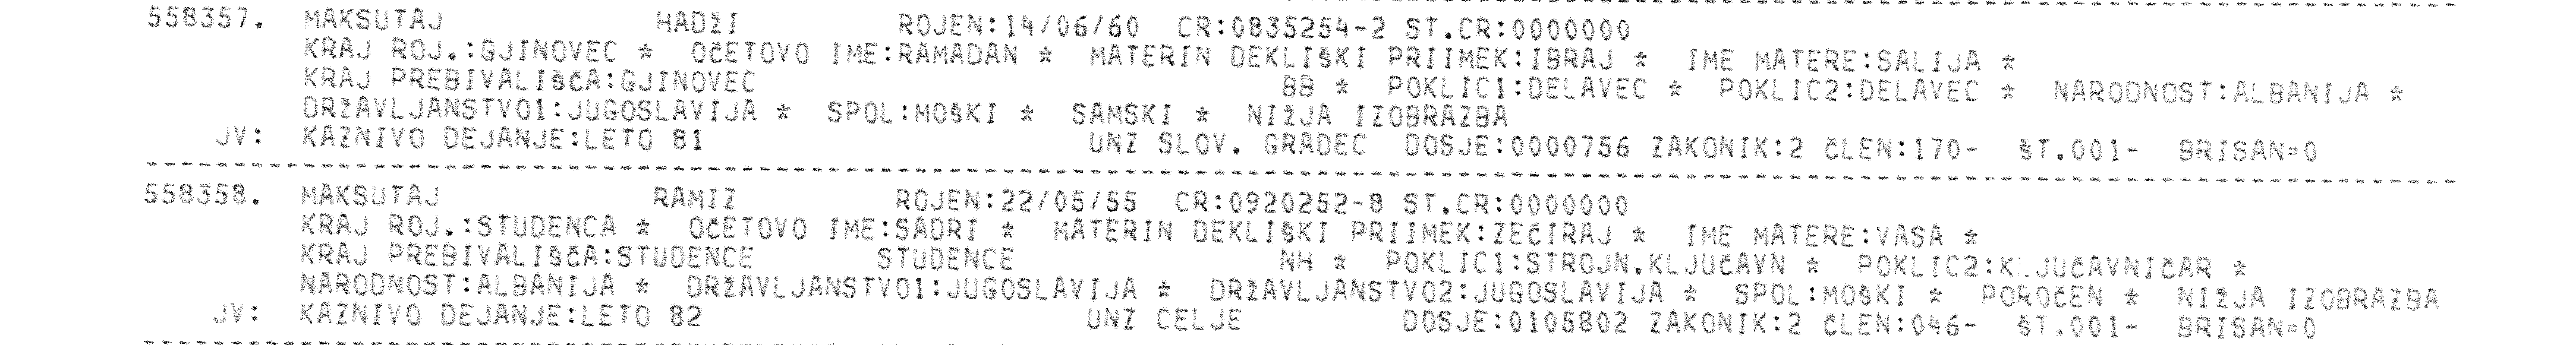 558357. MAKSUTAJ HADŽI ROJEN:14/06/60 CR:0835254-2 ST.CR:0000000
KRAJ ROJ.:GJINOVEC * OČETOVO IME:RAMADAN * MATERIN DEKLIŠKI PRIIMEK:IBRAJ * IME MATERE:SALIJA *
KRAJ PREBIVALIŠČA:GJINOVEC BB * POKLIC1:DELAVEC * POKLIC2:DELAVEC * NARODNOST:ALBANIJA *
DRŽAVLJANSTVO1:JUGOSLAVIJA * SPOL:MOŠKI * SAMSKI * NIŽJA IZOBRAZBA
JV: KAZNIVO DEJANJE:LETO 81 UNZ SLOV. GRADEC DOSJE:0000756 ZAKONIK:2 ČLEN:170- ŠT.001- BRISAN=0
558358. MAKSUTAJ RAMIZ ROJEN:22/05/55 CR:0920252-8 ST.CR:0000000
KRAJ ROJ.:STUDENCA * OČETOVO IME:SADRI * MATERIN DEKLIŠKI PRIIMEK:ZEČIRAJ * IME MATERE:VASA *
KRAJ PREBIVALIŠČA:STUDENCE STUDENCE NH * POKLIC1:STROJN.KLJUČAVN * POKLIC2:KLJUČAVNIČAR *
NARODNOST:ALBANIJA * DRŽAVLJANSTVO1:JUGOSLAVIJA * DRŽAVLJANSTVO2:JUGOSLAVIJA * SPOL:MOŠKI * POROČEN * NIŽJA IZOBRAZBA
JV: KAZNIVO DEJANJE:LETO 82 UNZ CELJE DOSJE:0105802 ZAKONIK:2 ČLEN:046- ŠT.001- BRISAN=0